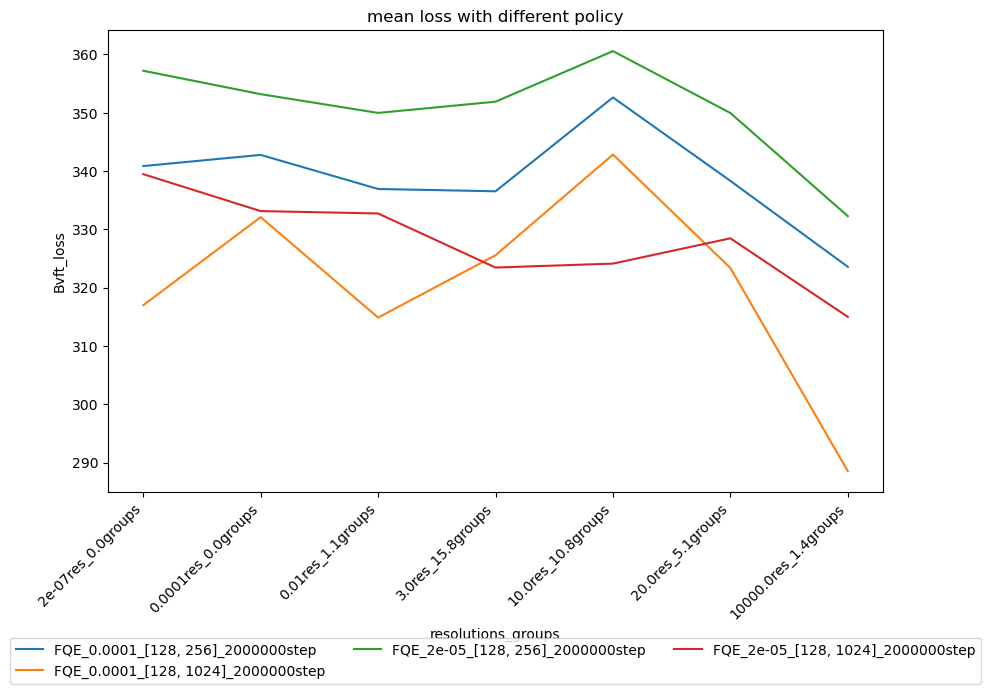 mean loss with different policy
Bvft_loss
360
350
340
330
320
310
300
290
2e-07res_0.0groups
0.0001res_0.0groups
0.01res_1.1groups
3.0res_15.8groups
10.0res_10.8groups
20.0res_5.1groups
10000.0res_1.4groups
resolutions_groups
FQE_0.0001_[128, 256]_2000000step
FQE_0.0001_[128, 1024]_2000000step
FQE_2e-05_[128, 256]_2000000step
FQE_2e-05_[128, 1024]_2000000step